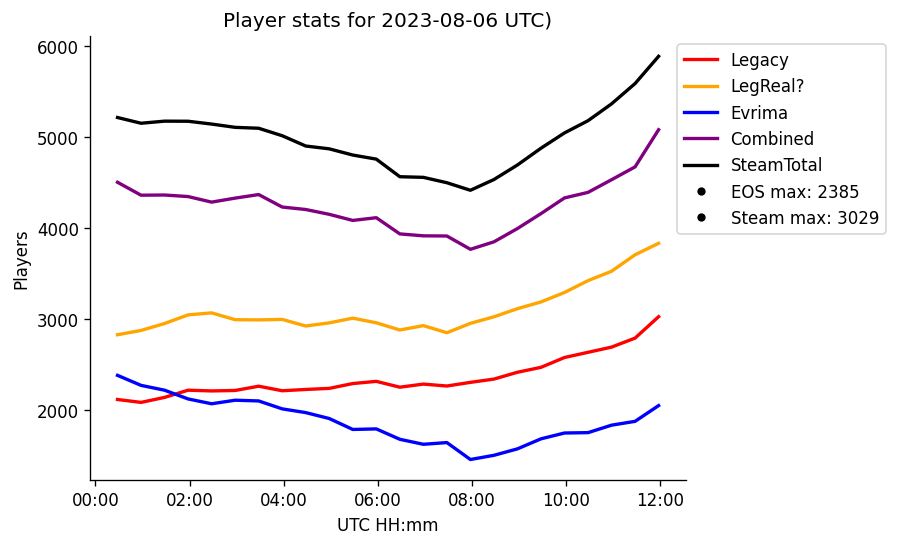 Player stats for 2023-08-06 UTC)
6000
5000
4000
3000
2000
Players
00:00 02:00 04:00 06:00 08:00 10:00 12:00
UTC HH:mm
Legacy
LegReal?
Evrima
Combined
SteamTotal
EOS max: 2385
Steam max: 3029